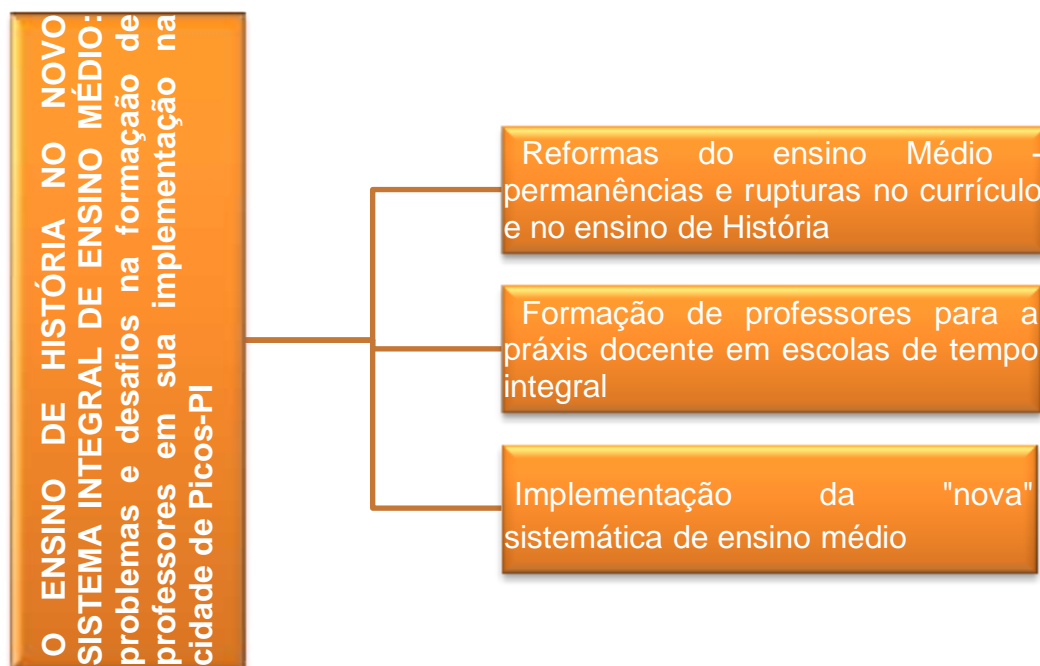 O ENSINO DE HISTÓRIA NO NOVO
SISTEMA INTEGRAL DE ENSINO MÉDIO:
problemas e desafios na formaçaão de
professores em sua implementação na
cidade de Picos-PI
Reformas do ensino Médio -
permanências e rupturas no currículo
e no ensino de História
Formação de professores para a
práxis docente em escolas de tempo
integral
Implementação da "nova"
sistemática de ensino médio